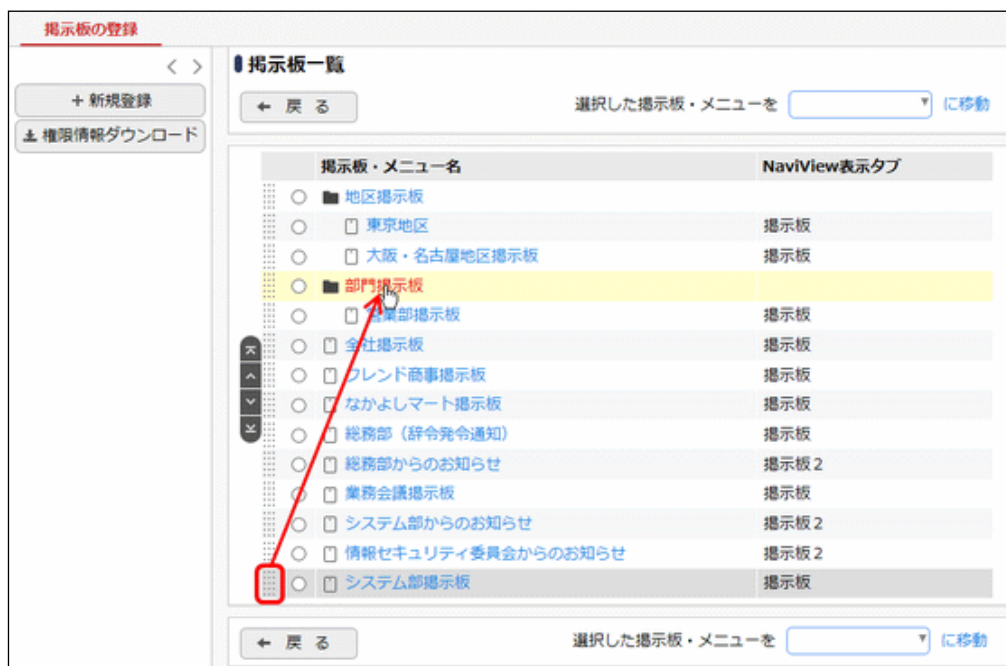 掲示板の登録
掲示板一覧
+ 新規登録
← 戻る
選択した掲示板・メニューを
に移動
権限情報ダウンロード
掲示板・メニュー名 NaviView表示タブ
地区掲示板
東京地区 掲示板
大阪・名古屋地区掲示板 掲示板
部門掲示板
営業部掲示板 掲示板
全社掲示板 掲示板
フレンド商事掲示板 掲示板
なかよしマート掲示板 掲示板
総務部（辞令発令通知） 掲示板
総務部からのお知らせ 掲示板2
業務会議掲示板 掲示板
システム部からのお知らせ 掲示板2
情報セキュリティ委員会からのお知らせ 掲示板2
システム部掲示板 掲示板
← 戻る
選択した掲示板・メニューを
に移動